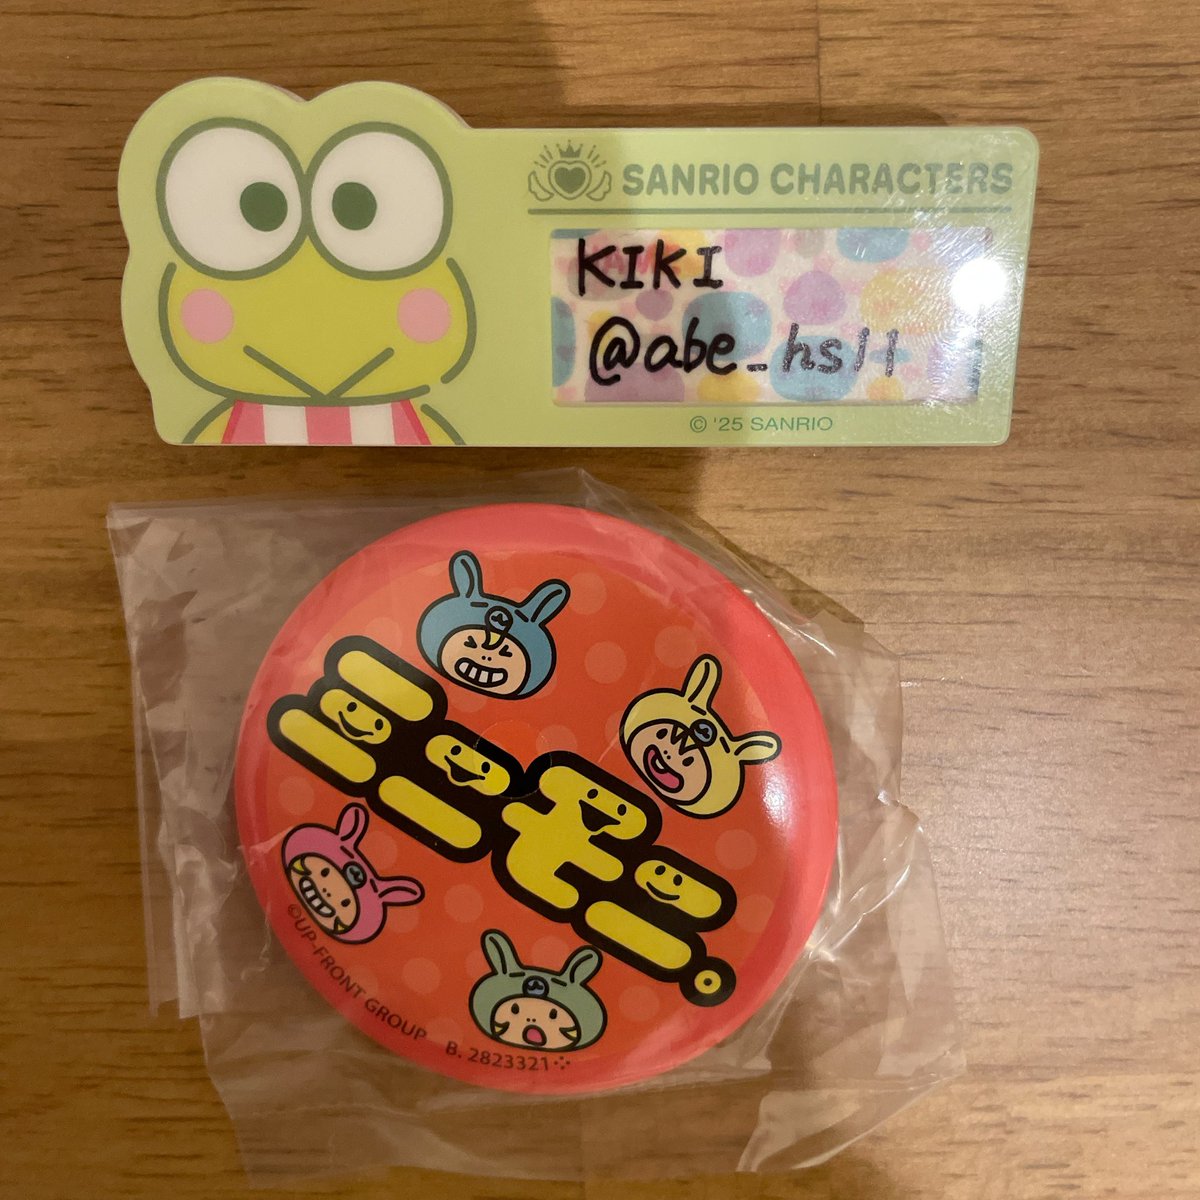 SANRIO CHARACTERS
KIKI
@abe_hs11
© '25 SANRIO
ミニモニ。
©UP-FRONT GROUP B. 2823321